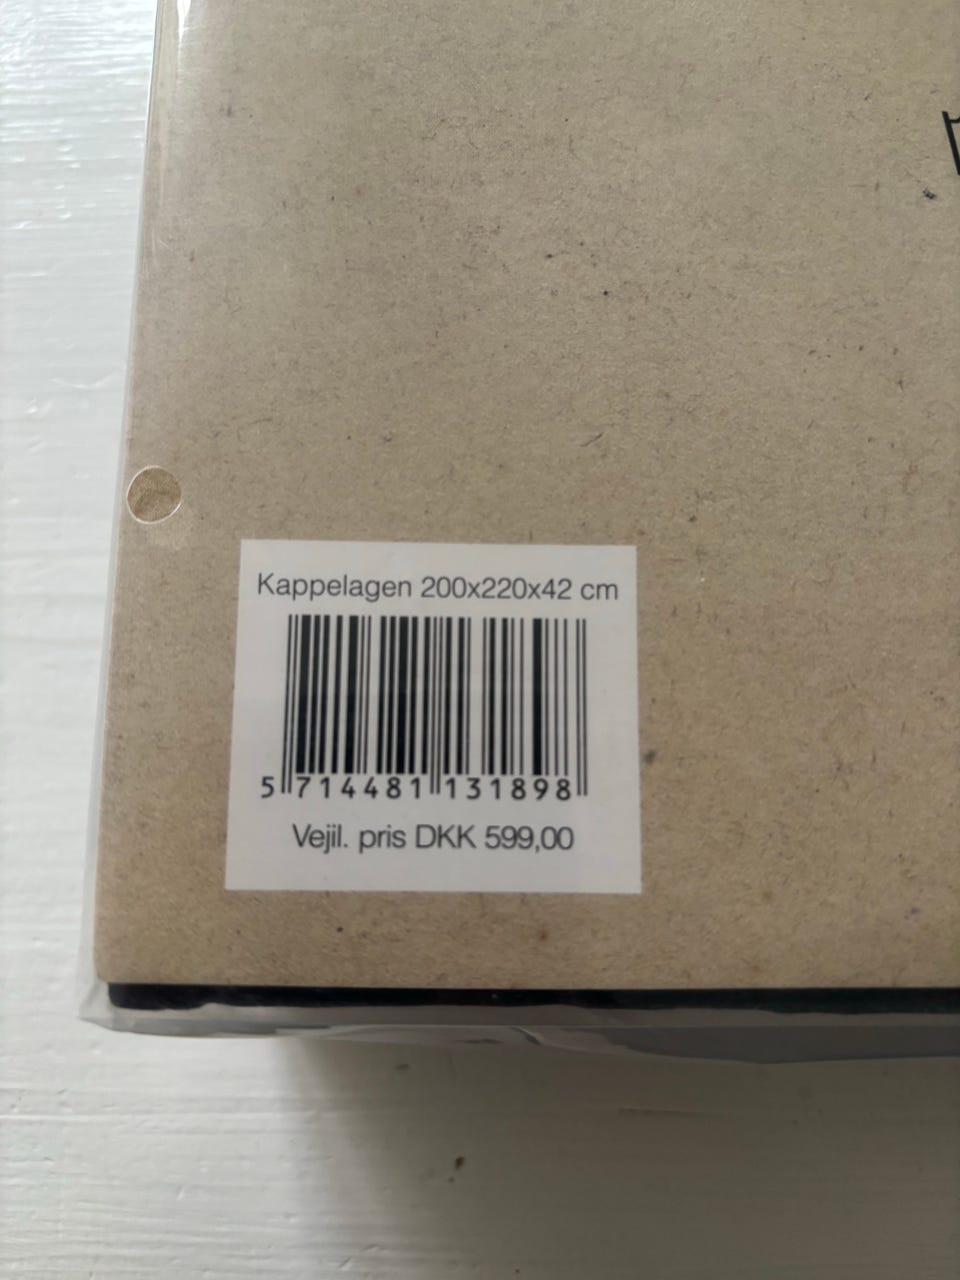 Kappelagen 200x220x42 cm
5 714481 131898
Vejil. pris DKK 599,00